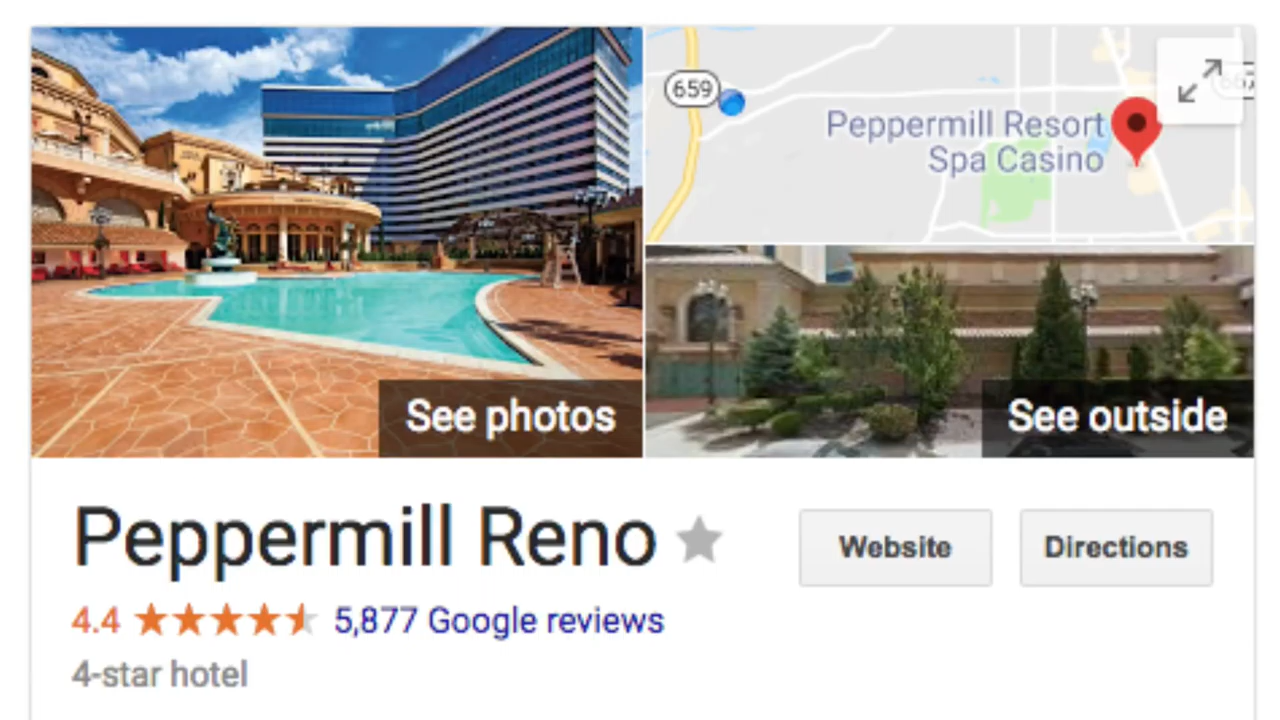 659
Peppermill Resort
Spa Casino
See photos
See outside
Peppermill Reno
Website
Directions
4.4
5,877 Google reviews
4-star hotel